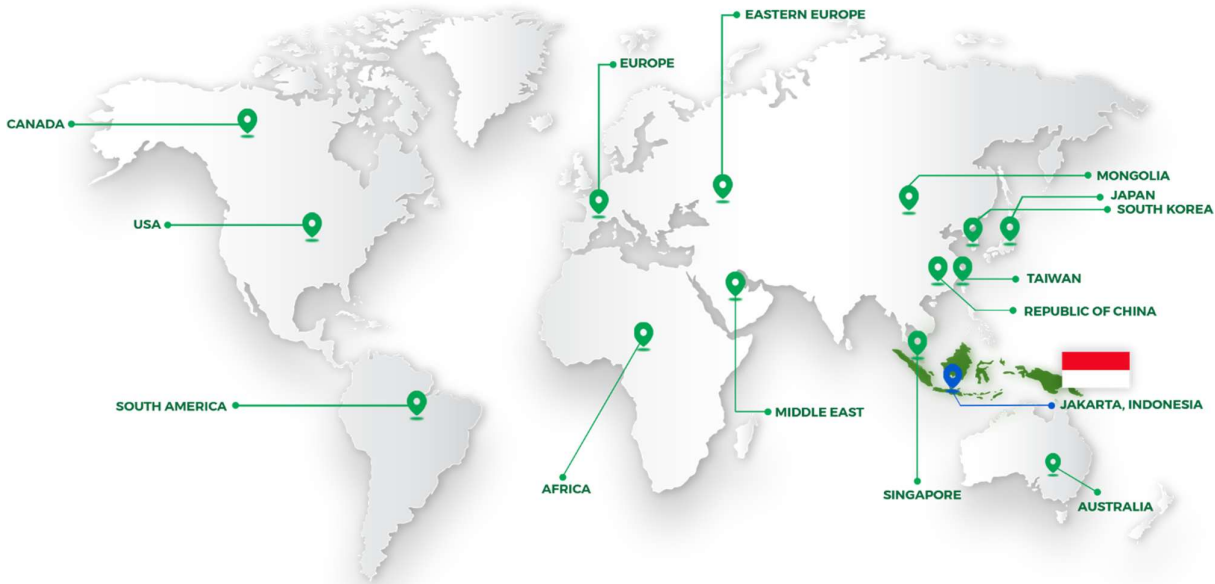 EASTERN EUROPE
EUROPE
CANADA
MONGOLIA
JAPAN
SOUTH KOREA
USA
TAIWAN
REPUBLIC OF CHINA
SOUTH AMERICA
MIDDLE EAST
JAKARTA, INDONESIA
AFRICA
SINGAPORE
AUSTRALIA